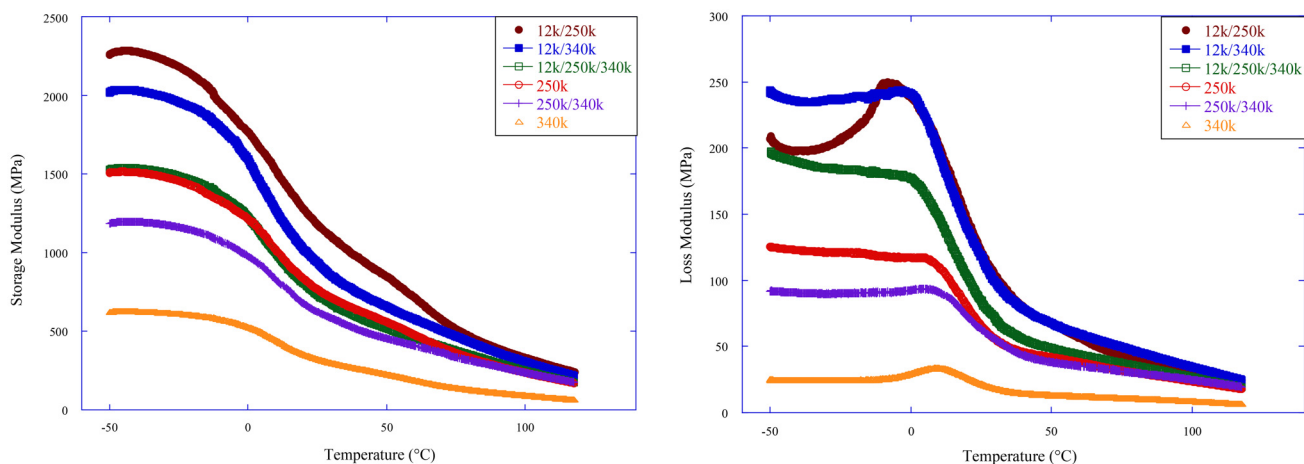 2500
2000
1500
1000
500
0
-50
0
50
100
Storage Modulus (MPa)
Temperature (°C)
12k/250k
12k/340k
12k/250k/340k
250k
250k/340k
340k
300
250
200
150
100
50
0
-50
0
50
100
Loss Modulus (MPa)
Temperature (°C)
12k/250k
12k/340k
12k/250k/340k
250k
250k/340k
340k